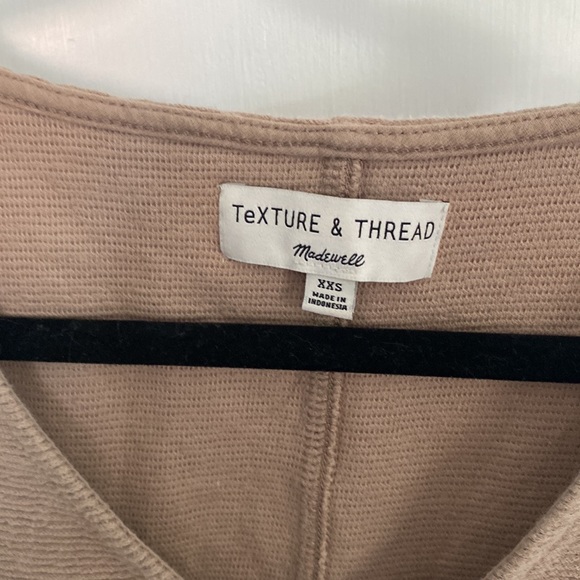 TeXTURE & THREAD
Madewell
XXS
MADE IN
INDONESIA